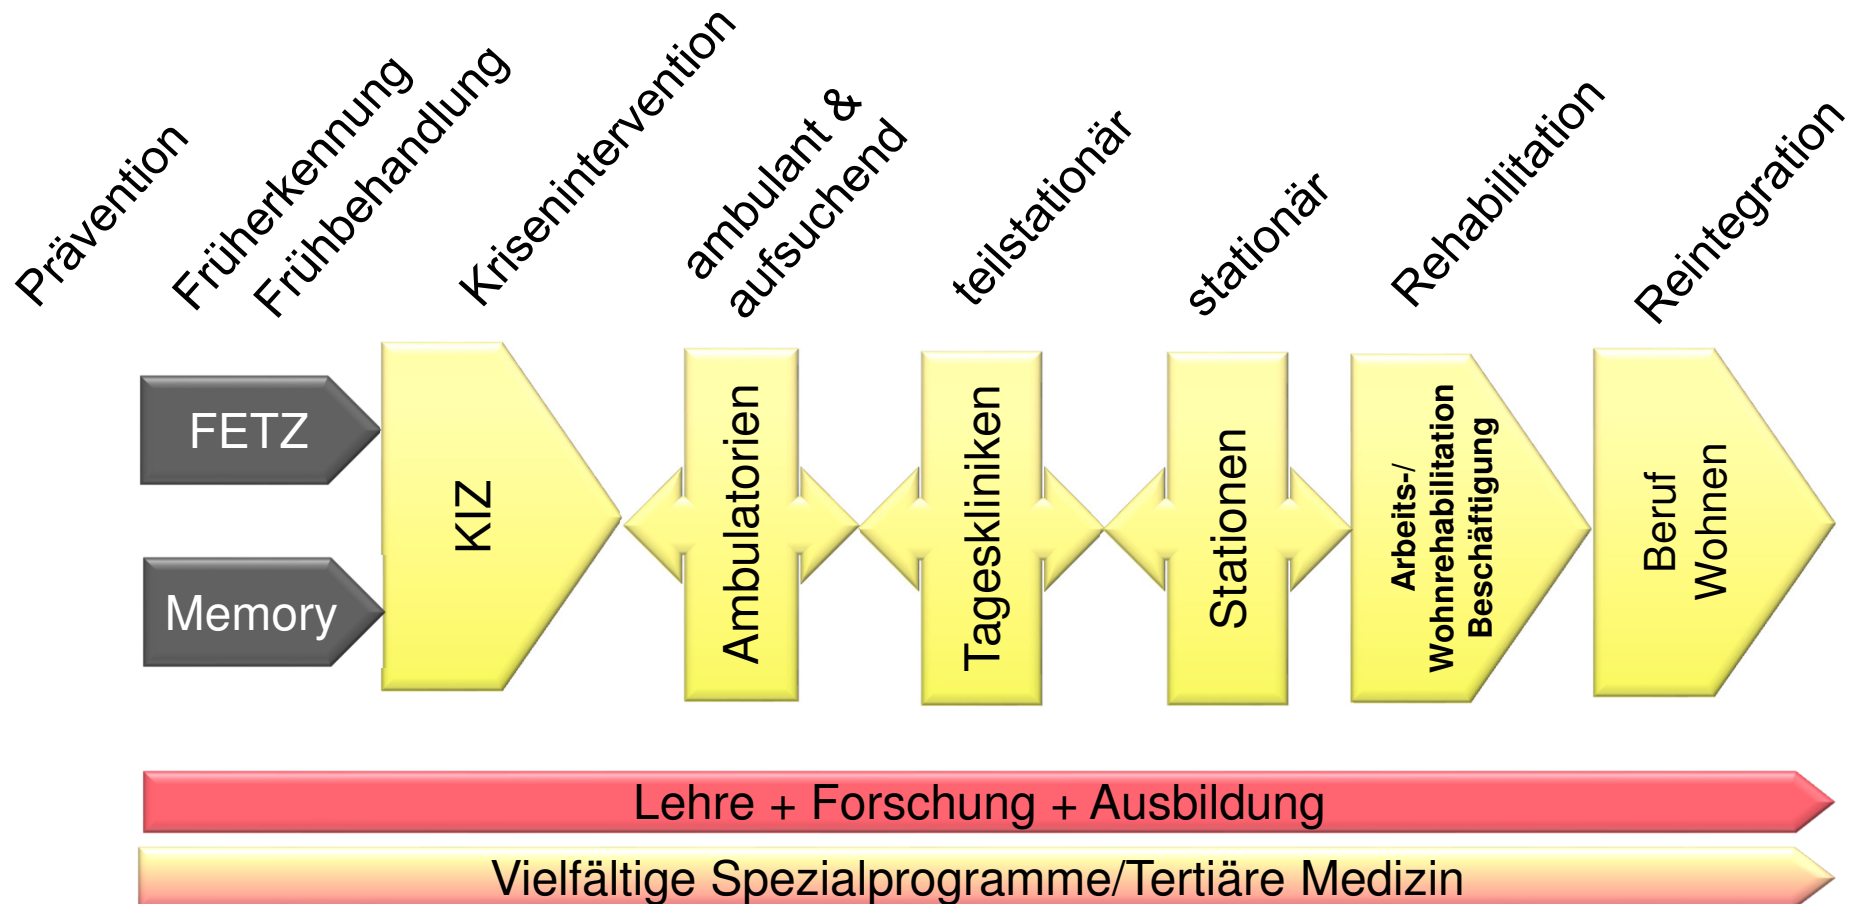 Prävention
Früherkennung
Frühbehandlung
Krisenintervention
ambulant &
aufsuchend
teilstationär
stationär
Rehabilitation
Reintegration
FETZ
Memory
KIZ
Ambulatorien
Tageskliniken
Stationen
Arbeits-/
Wohnrehabilitation
Beschäftigung
Beruf
Wohnen
Lehre + Forschung + Ausbildung
Vielfältige Spezialprogramme/Tertiäre Medizin